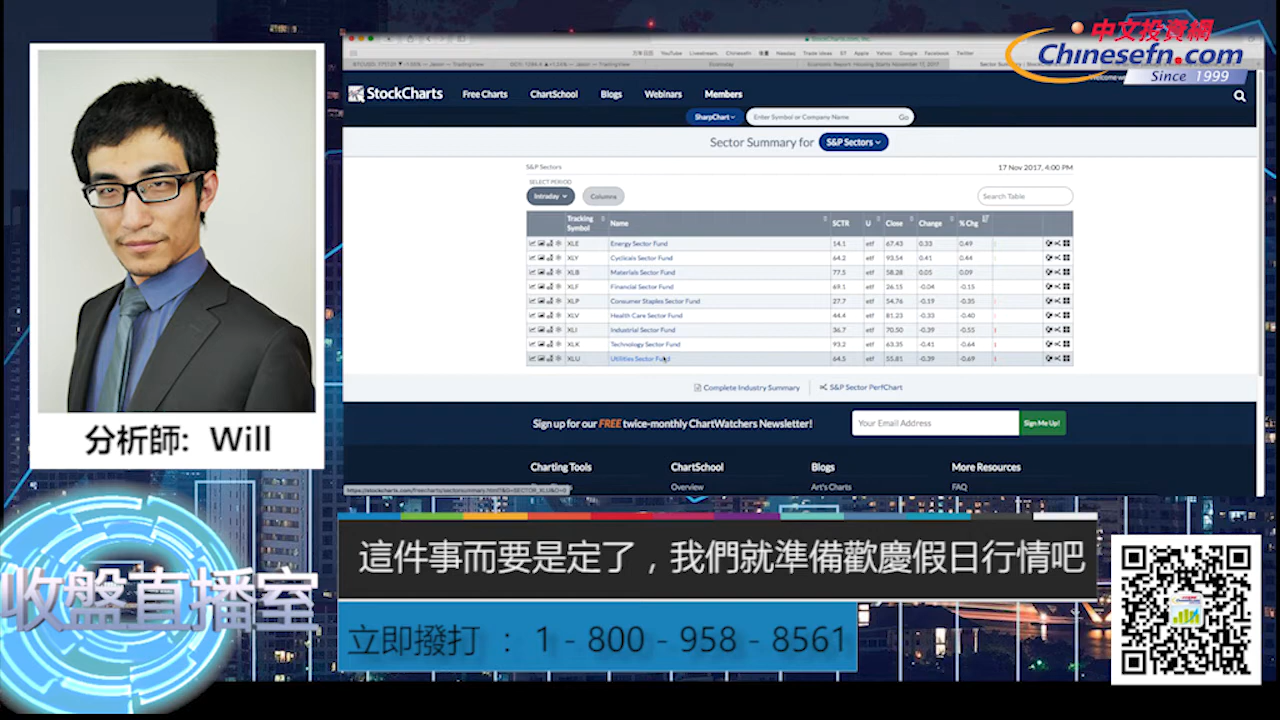 中文投資網
Chinesefn.com
Since 1999
StockCharts
Free Charts
ChartSchool
Blogs
Webinars
Members
SharpChart
Enter Symbol or Company Name
Go
Sector Summary for S&P Sectors
S&P Sectors
17 Nov 2017, 4:00 PM
SELECT PERIOD
Intraday
Columns
Search Table
Tracking Symbol Name SCTR U Close Change % Chg
XLE Energy Sector Fund 14.1 etf 67.43 0.33 0.49
XLY Cyclicals Sector Fund 64.2 etf 93.54 0.41 0.44
XLB Materials Sector Fund 77.5 etf 58.28 0.05 0.09
XLF Financial Sector Fund 69.1 etf 26.15 -0.04 -0.15
XLP Consumer Staples Sector Fund 27.7 etf 54.76 -0.19 -0.35
XLV Health Care Sector Fund 44.4 etf 81.23 -0.33 -0.40
XLI Industrial Sector Fund 36.7 etf 70.50 -0.39 -0.55
XLK Technology Sector Fund 93.2 etf 63.35 -0.41 -0.64
XLU Utilities Sector Fund 64.5 etf 55.81 -0.39 -0.69
Complete Industry Summary
S&P Sector PerfChart
Sign up for our FREE twice-monthly ChartWatchers Newsletter!
Your Email Address
Sign Me Up!
Charting Tools
ChartSchool
Blogs
More Resources
Overview
Art's Charts
FAQ
分析師: Will
收盤直播室
這件事而要是定了，我們就準備歡慶假日行情吧
立即撥打 ： 1 - 800 - 958 - 8561